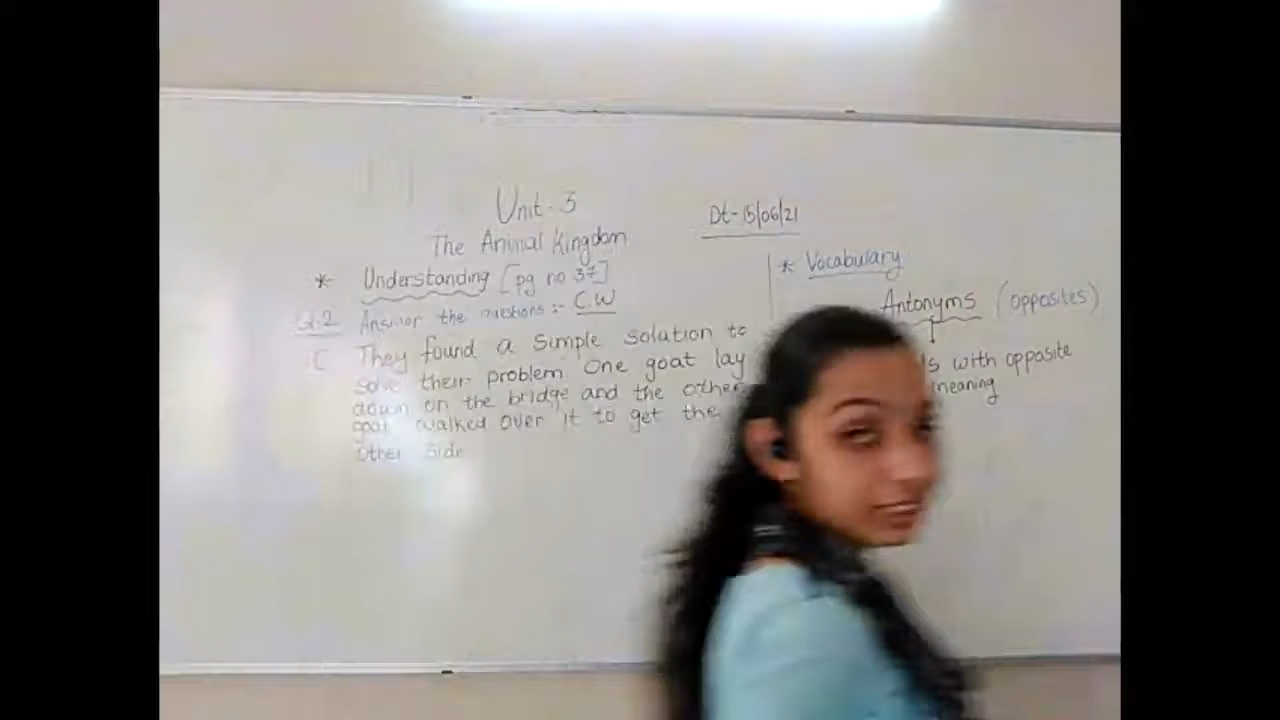 Unit - 3
The Animal Kingdom
Dt-15/06/21
* Understanding [pg no 37]
Q.2 Answer the questions :- C.W
C They found a simple solution to
solve their problem. One goat lay
down on the bridge and the other
goat walked over it to get the
other side
* Vocabulary
Antonyms (opposites)
with opposite
meaning